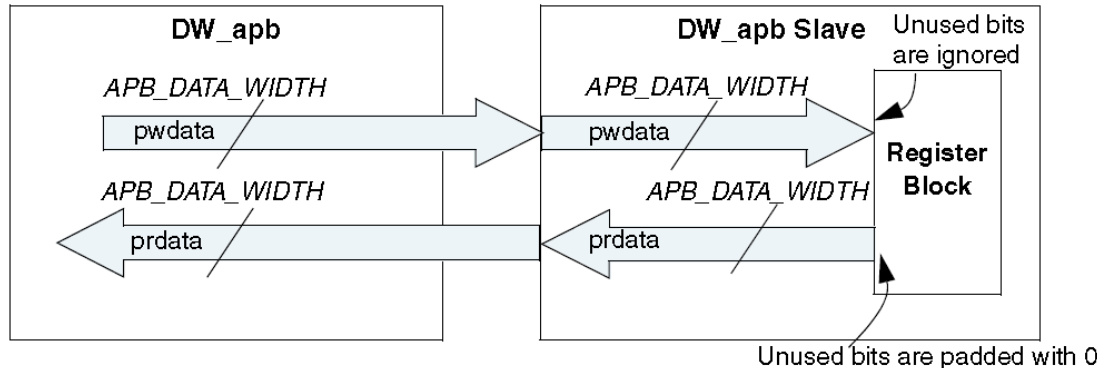 DW_apb
DW_apb Slave
Unused bits
are ignored
APB_DATA_WIDTH
APB_DATA_WIDTH
pwdata
pwdata
Register
Block
APB_DATA_WIDTH
APB_DATA_WIDTH
prdata
prdata
Unused bits are padded with 0